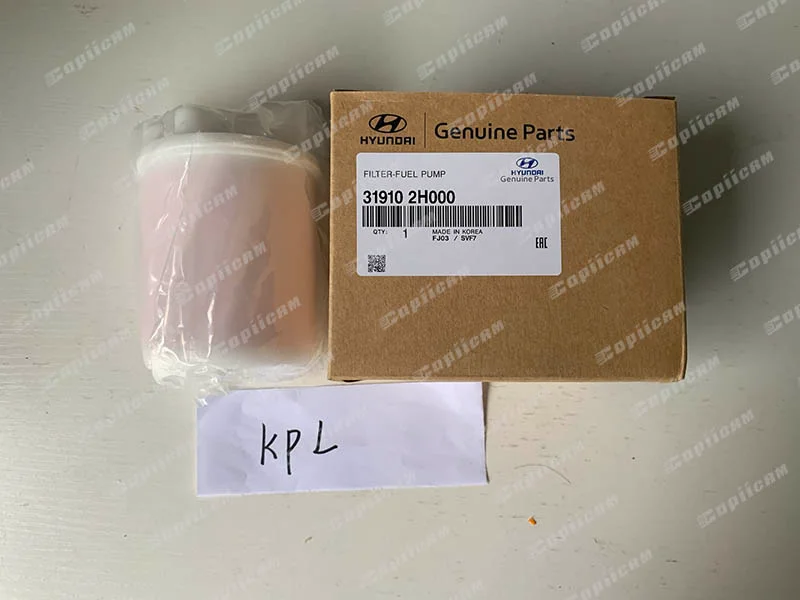 HYUNDAI
Genuine Parts
FILTER-FUEL PUMP
HYUNDAI
Genuine Parts
31910 2H000
QTY: 1 MADE IN KOREA
FJ03 / SVF7
EAC
KPL
Copiicam